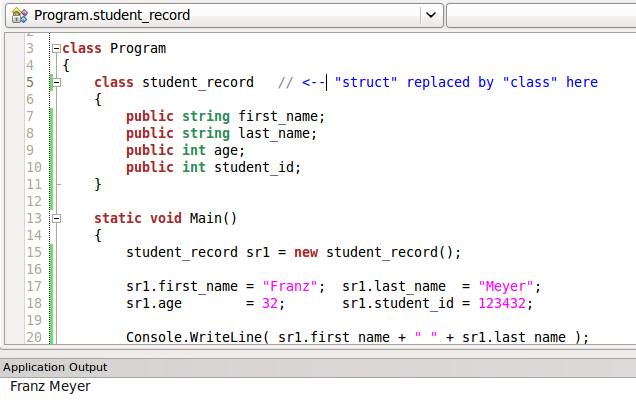 Program.student_record
3 class Program
4 {
5 class student_record // <-- "struct" replaced by "class" here
6 {
7 public string first_name;
8 public string last_name;
9 public int age;
10 public int student_id;
11 }
12
13 static void Main()
14 {
15 student_record sr1 = new student_record();
16
17 sr1.first_name = "Franz"; sr1.last_name = "Meyer";
18 sr1.age = 32; sr1.student_id = 123432;
19
20 Console.WriteLine( sr1.first_name + " " + sr1.last_name );
Application Output
Franz Meyer